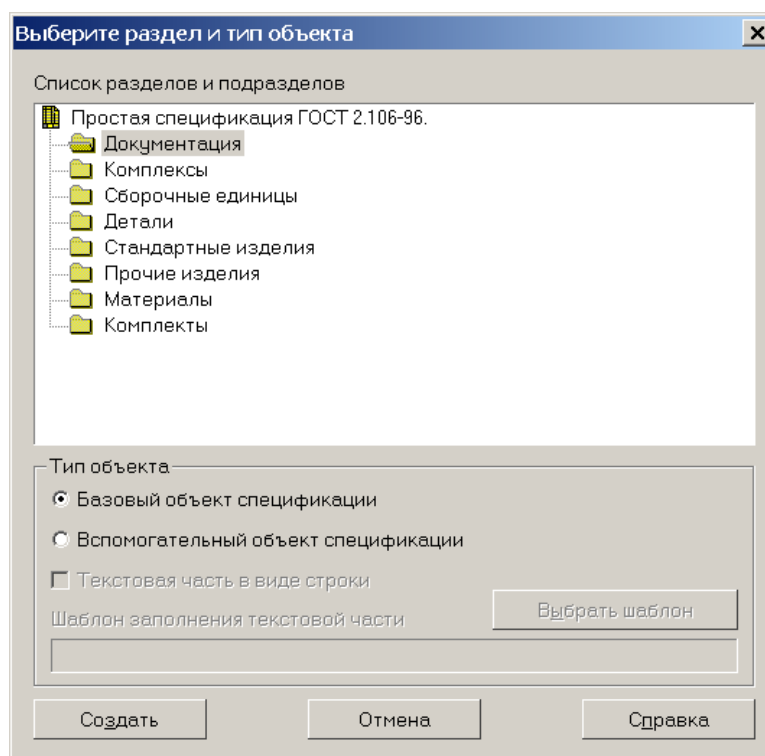 Выберите раздел и тип объекта
Список разделов и подразделов
Простая спецификация ГОСТ 2.106-96.
Документация
Комплексы
Сборочные единицы
Детали
Стандартные изделия
Прочие изделия
Материалы
Комплекты
Тип объекта
Базовый объект спецификации
Вспомогательный объект спецификации
Текстовая часть в виде строки
Шаблон заполнения текстовой части
Выбрать шаблон
Создать
Отмена
Справка